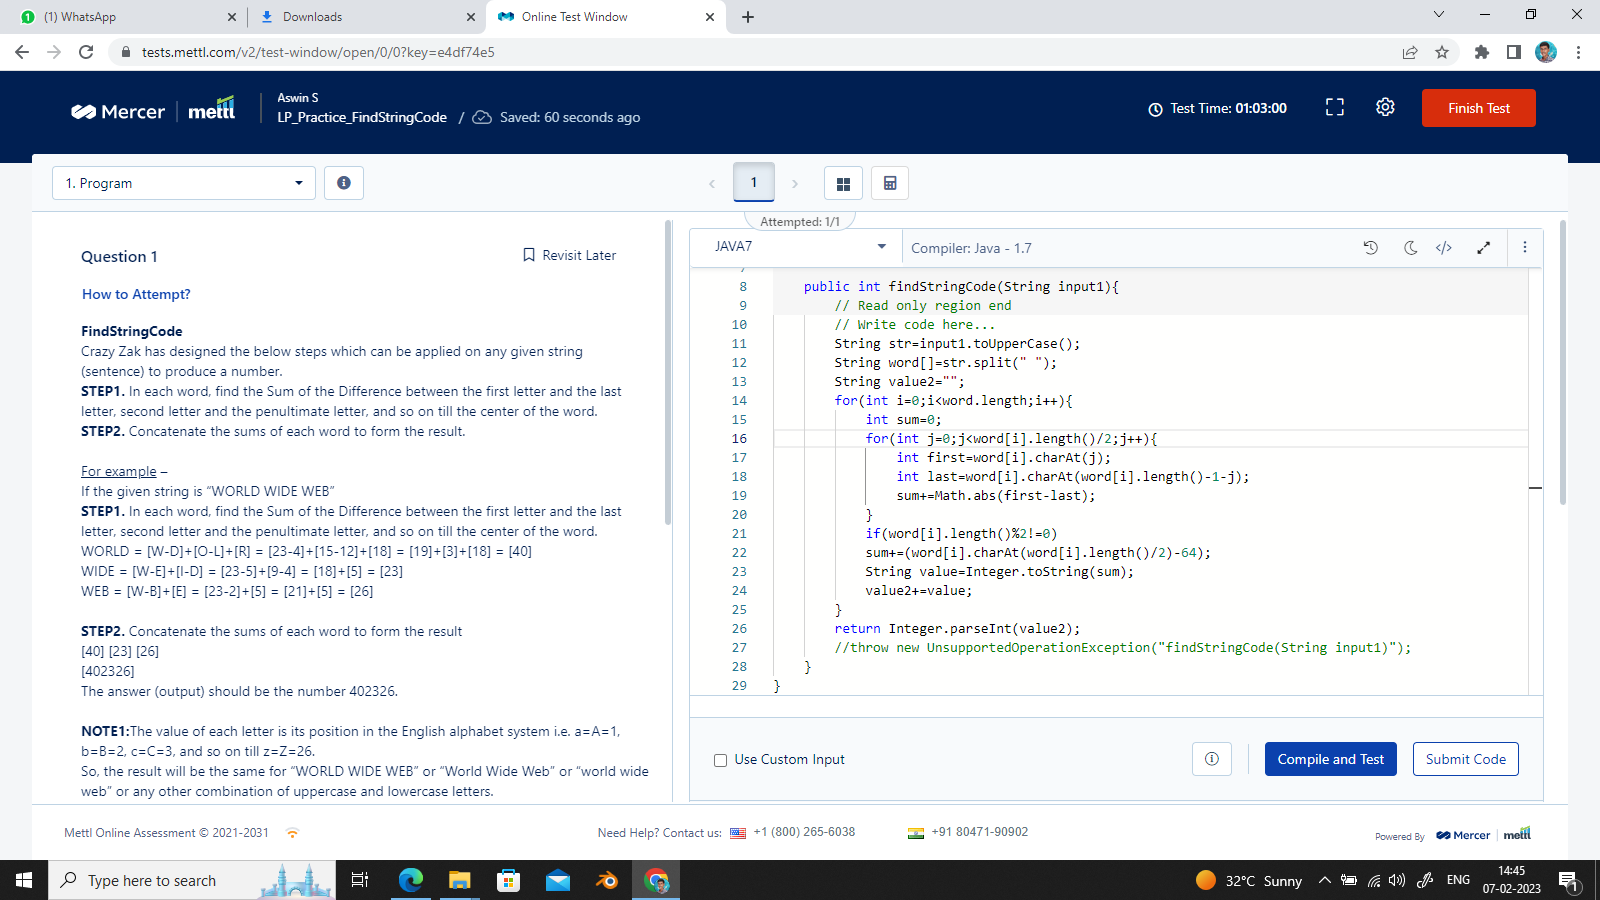 (1) WhatsApp
Downloads
Online Test Window
tests.mettl.com/v2/test-window/open/0/0?key=e4df74e5
Mercer mettl
Aswin S
LP_Practice_FindStringCode / Saved: 60 seconds ago
Test Time: 01:03:00
Finish Test
1. Program
1
Attempted: 1/1
Question 1
Revisit Later
How to Attempt?
FindStringCode
Crazy Zak has designed the below steps which can be applied on any given string
(sentence) to produce a number.
STEP1. In each word, find the Sum of the Difference between the first letter and the last
letter, second letter and the penultimate letter, and so on till the center of the word.
STEP2. Concatenate the sums of each word to form the result.
For example –
If the given string is “WORLD WIDE WEB”
STEP1. In each word, find the Sum of the Difference between the first letter and the last
letter, second letter and the penultimate letter, and so on till the center of the word.
WORLD = [W-D]+[O-L]+[R] = [23-4]+[15-12]+[18] = [19]+[3]+[18] = [40]
WIDE = [W-E]+[I-D] = [23-5]+[9-4] = [18]+[5] = [23]
WEB = [W-B]+[E] = [23-2]+[5] = [21]+[5] = [26]
STEP2. Concatenate the sums of each word to form the result
[40] [23] [26]
[402326]
The answer (output) should be the number 402326.
NOTE1:The value of each letter is its position in the English alphabet system i.e. a=A=1,
b=B=2, c=C=3, and so on till z=Z=26.
So, the result will be the same for “WORLD WIDE WEB” or “World Wide Web” or “world wide
web” or any other combination of uppercase and lowercase letters.
JAVA7
Compiler: Java - 1.7
8 public int findStringCode(String input1){
9 // Read only region end
10 // Write code here...
11 String str=input1.toUpperCase();
12 String word[]=str.split(" ");
13 String value2="";
14 for(int i=0;i<word.length;i++){
15 int sum=0;
16 for(int j=0;j<word[i].length()/2;j++){
17 int first=word[i].charAt(j);
18 int last=word[i].charAt(word[i].length()-1-j);
19 sum+=Math.abs(first-last);
20 }
21 if(word[i].length()%2!=0)
22 sum+=(word[i].charAt(word[i].length()/2)-64);
23 String value=Integer.toString(sum);
24 value2+=value;
25 }
26 return Integer.parseInt(value2);
27 //throw new UnsupportedOperationException("findStringCode(String input1)");
28 }
29 }
Use Custom Input
Compile and Test
Submit Code
Mettl Online Assessment © 2021-2031
Need Help? Contact us: +1 (800) 265-6038
+91 80471-90902
Powered By Mercer mettl
Type here to search
32°C Sunny
ENG
14:45
07-02-2023
1